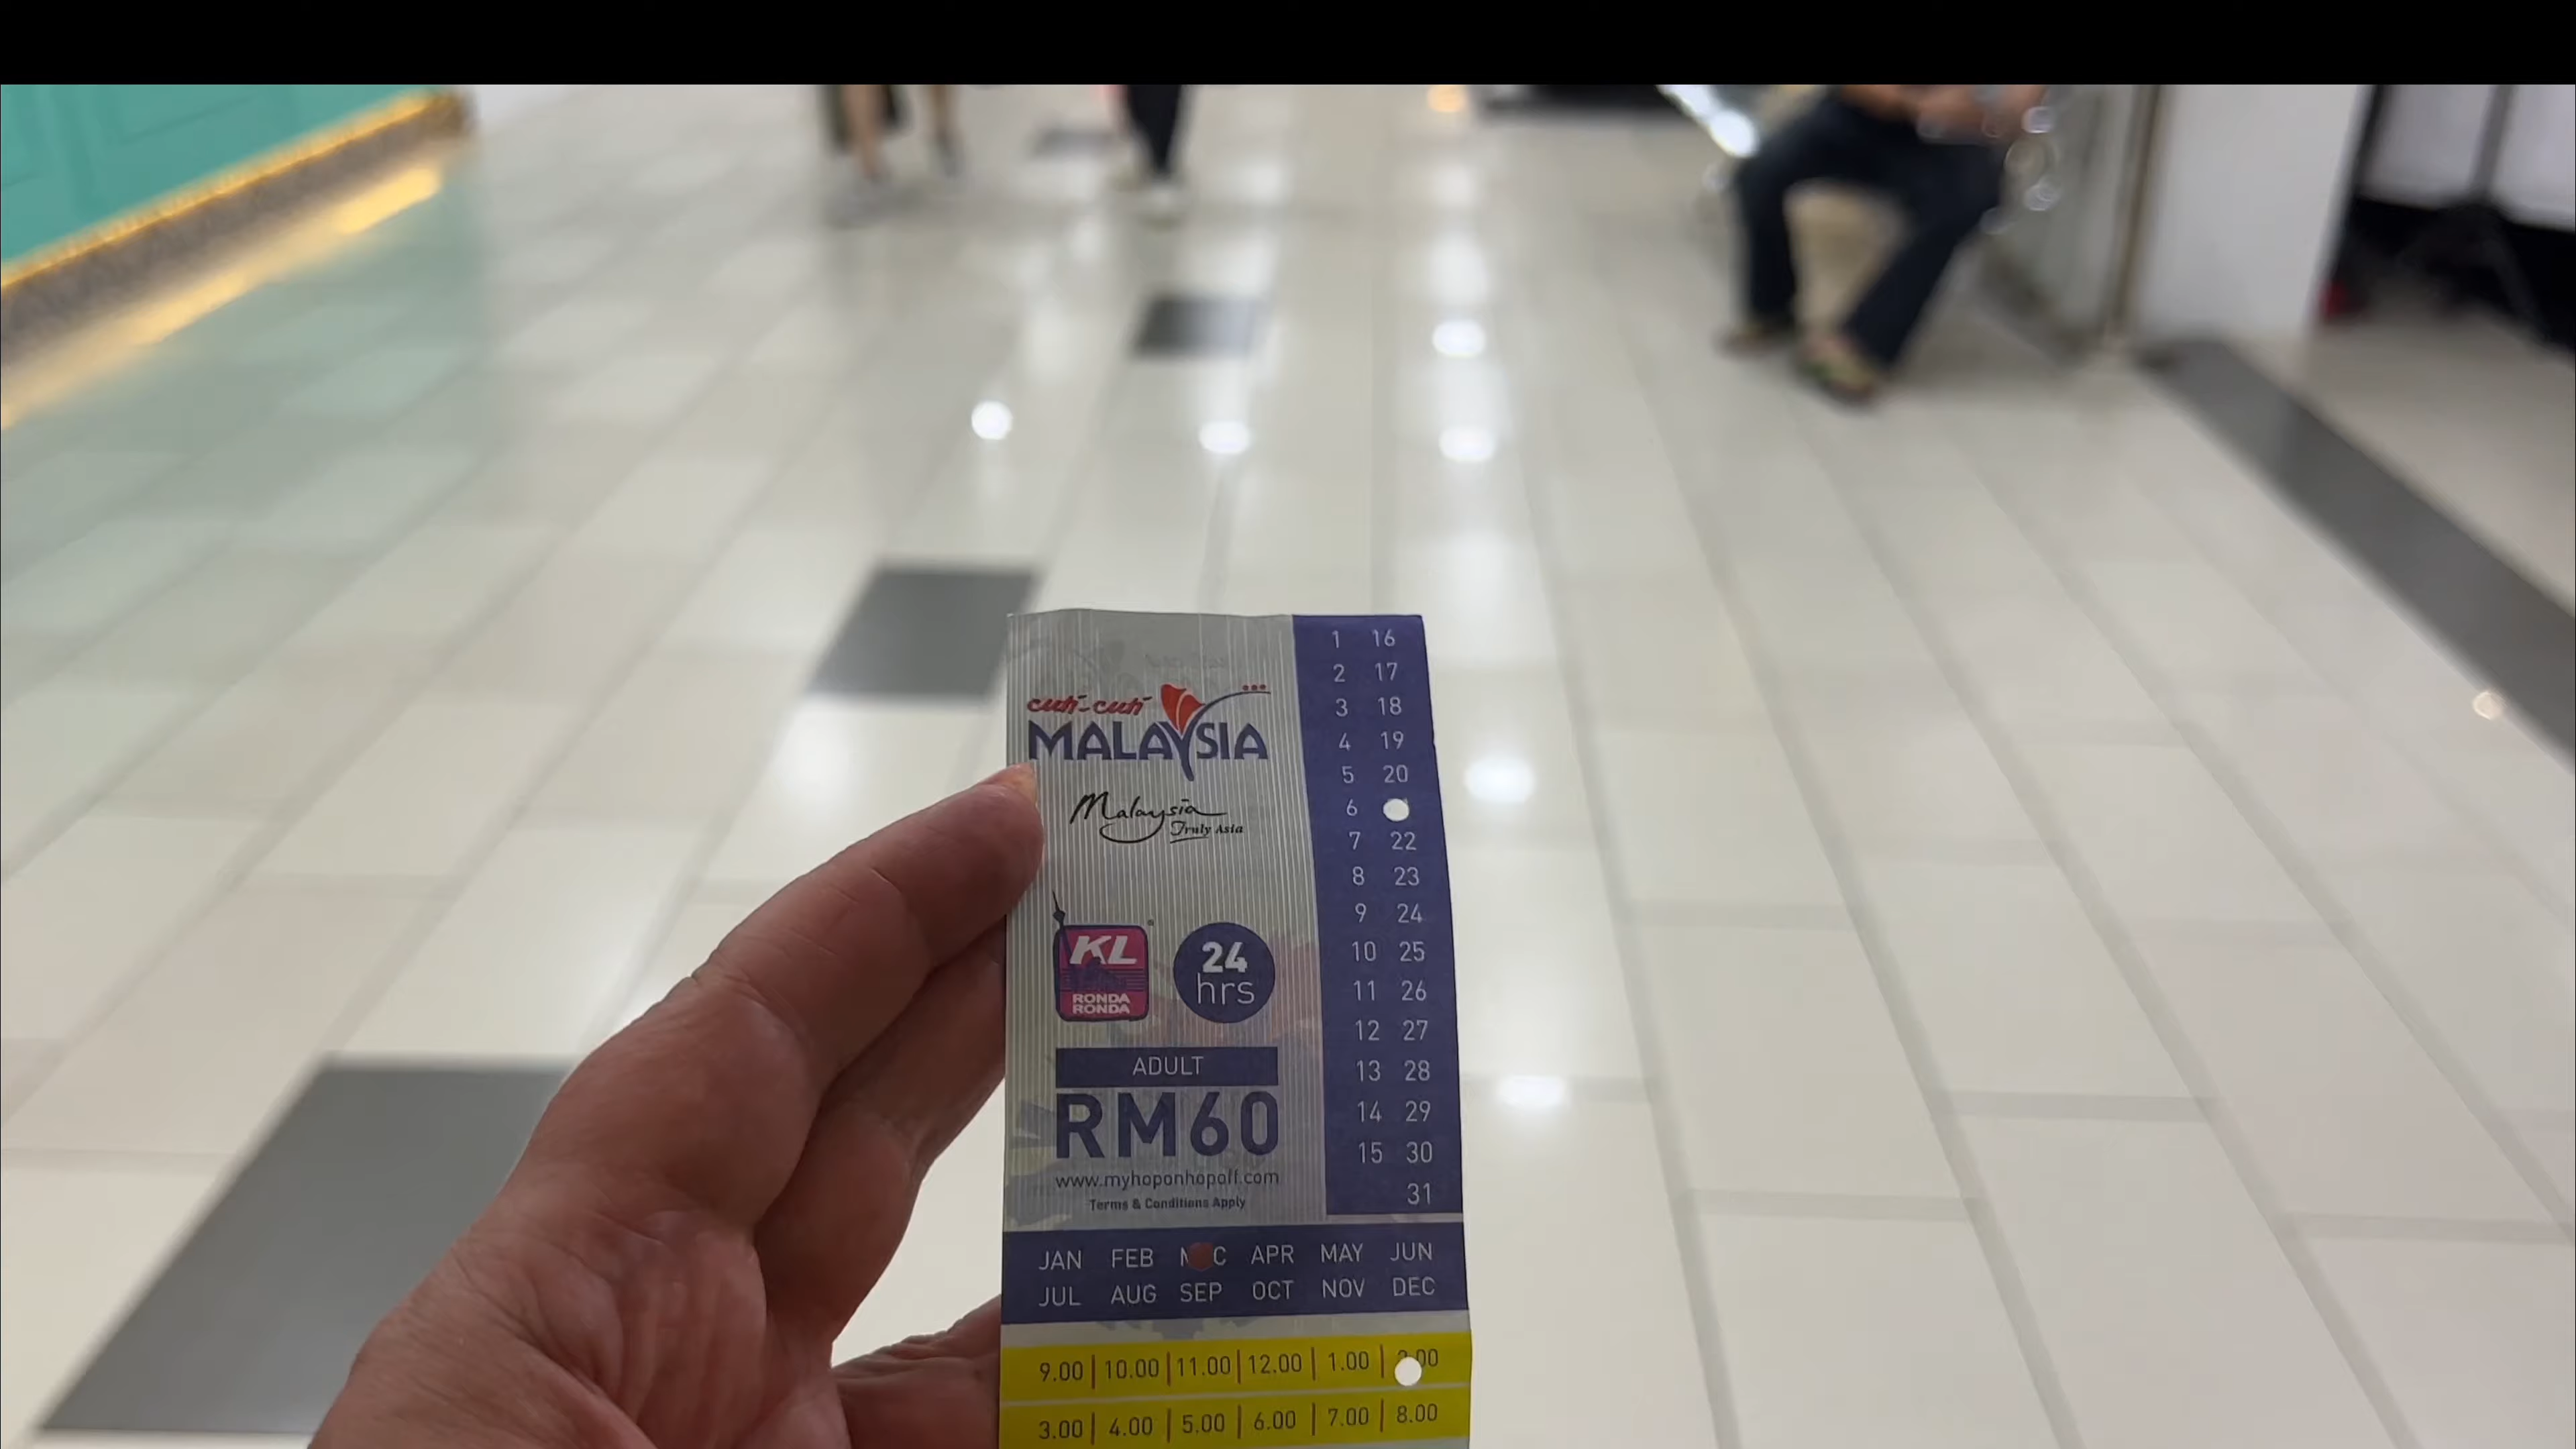 cuti-cuti
MALAYSIA
Malaysia
Truly Asia
KL
RONDA
RONDA
24
hrs
ADULT
RM60
www.myhoponhopoff.com
Terms & Conditions Apply
1 16
2 17
3 18
4 19
5 20
6
7 22
8 23
9 24
10 25
11 26
12 27
13 28
14 29
15 30
31
JAN FEB M C APR MAY JUN
JUL AUG SEP OCT NOV DEC
9.00 | 10.00 | 11.00 | 12.00 | 1.00 | .00
3.00 | 4.00 | 5.00 | 6.00 | 7.00 | 8.00